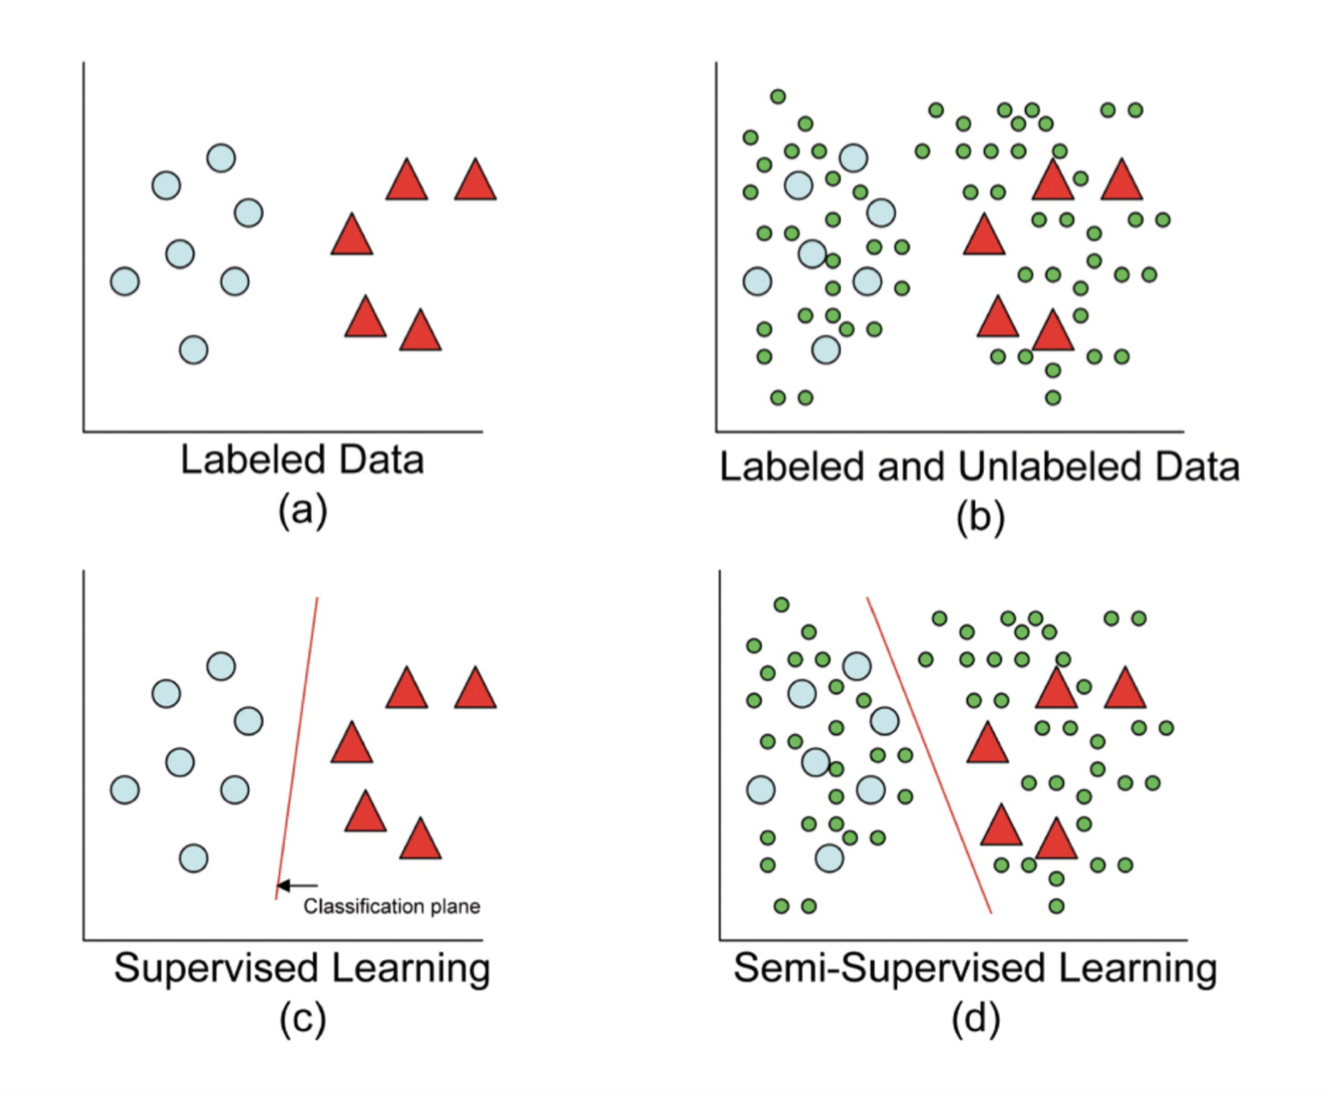 Labeled Data
(a)
Labeled and Unlabeled Data
(b)
Classification plane
Supervised Learning
(c)
Semi-Supervised Learning
(d)